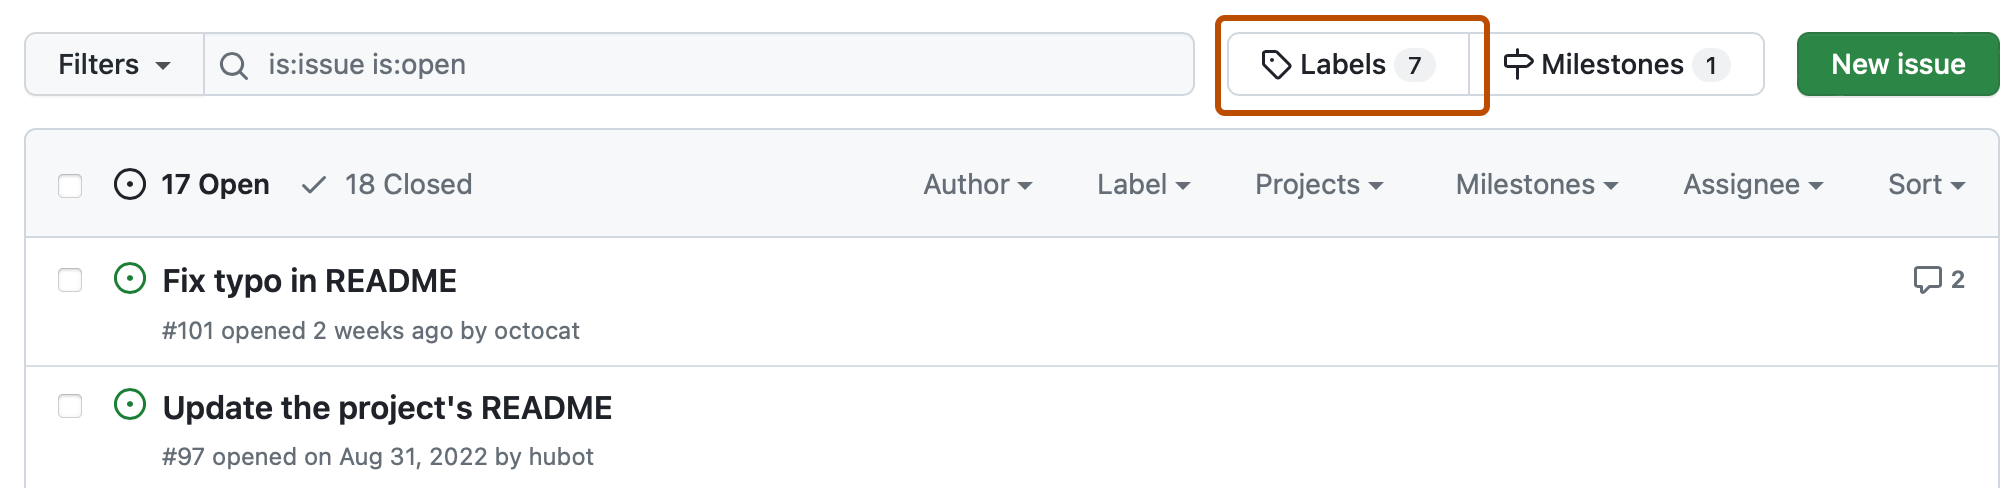 Filters is:issue is:open Labels 7 Milestones 1 New issue
17 Open 18 Closed Author Label Projects Milestones Assignee Sort
Fix typo in README 2
#101 opened 2 weeks ago by octocat
Update the project's README
#97 opened on Aug 31, 2022 by hubot